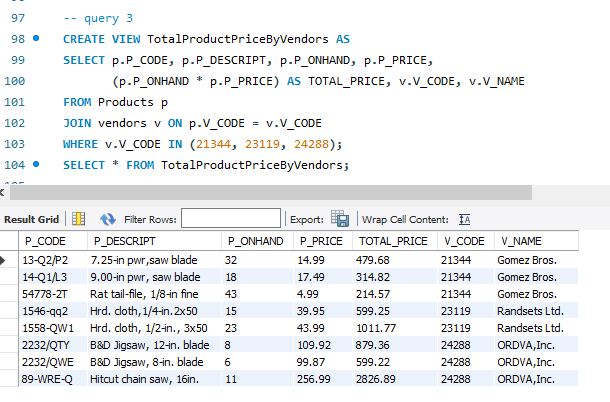 97 -- query 3
98 CREATE VIEW TotalProductPriceByVendors AS
99 SELECT p.P_CODE, p.P_DESCRIPT, p.P_ONHAND, p.P_PRICE,
100 (p.P_ONHAND * p.P_PRICE) AS TOTAL_PRICE, v.V_CODE, v.V_NAME
101 FROM Products p
102 JOIN vendors v ON p.V_CODE = v.V_CODE
103 WHERE v.V_CODE IN (21344, 23119, 24288);
104 SELECT * FROM TotalProductPriceByVendors;
Result Grid Filter Rows: Export: Wrap Cell Content: IA
P_CODE P_DESCRIPT P_ONHAND P_PRICE TOTAL_PRICE V_CODE V_NAME
13-Q2/P2 7.25-in pwr,saw blade 32 14.99 479.68 21344 Gomez Bros.
14-Q1/L3 9.00-in pwr, saw blade 18 17.49 314.82 21344 Gomez Bros.
54778-2T Rat tail-file, 1/8-in fine 43 4.99 214.57 21344 Gomez Bros.
1546-qq2 Hrd. cloth,1/4-in.2x50 15 39.95 599.25 23119 Randsets Ltd.
1558-QW1 Hrd. cloth, 1/2-in., 3x50 23 43.99 1011.77 23119 Randsets Ltd.
2232/QTY B&D Jigsaw, 12-in. blade 8 109.92 879.36 24288 ORDVA,Inc.
2232/QWE B&D Jigsaw, 8-in. blade 6 99.87 599.22 24288 ORDVA,Inc.
89-WRE-Q Hitcut chain saw, 16in. 11 256.99 2826.89 24288 ORDVA,Inc.